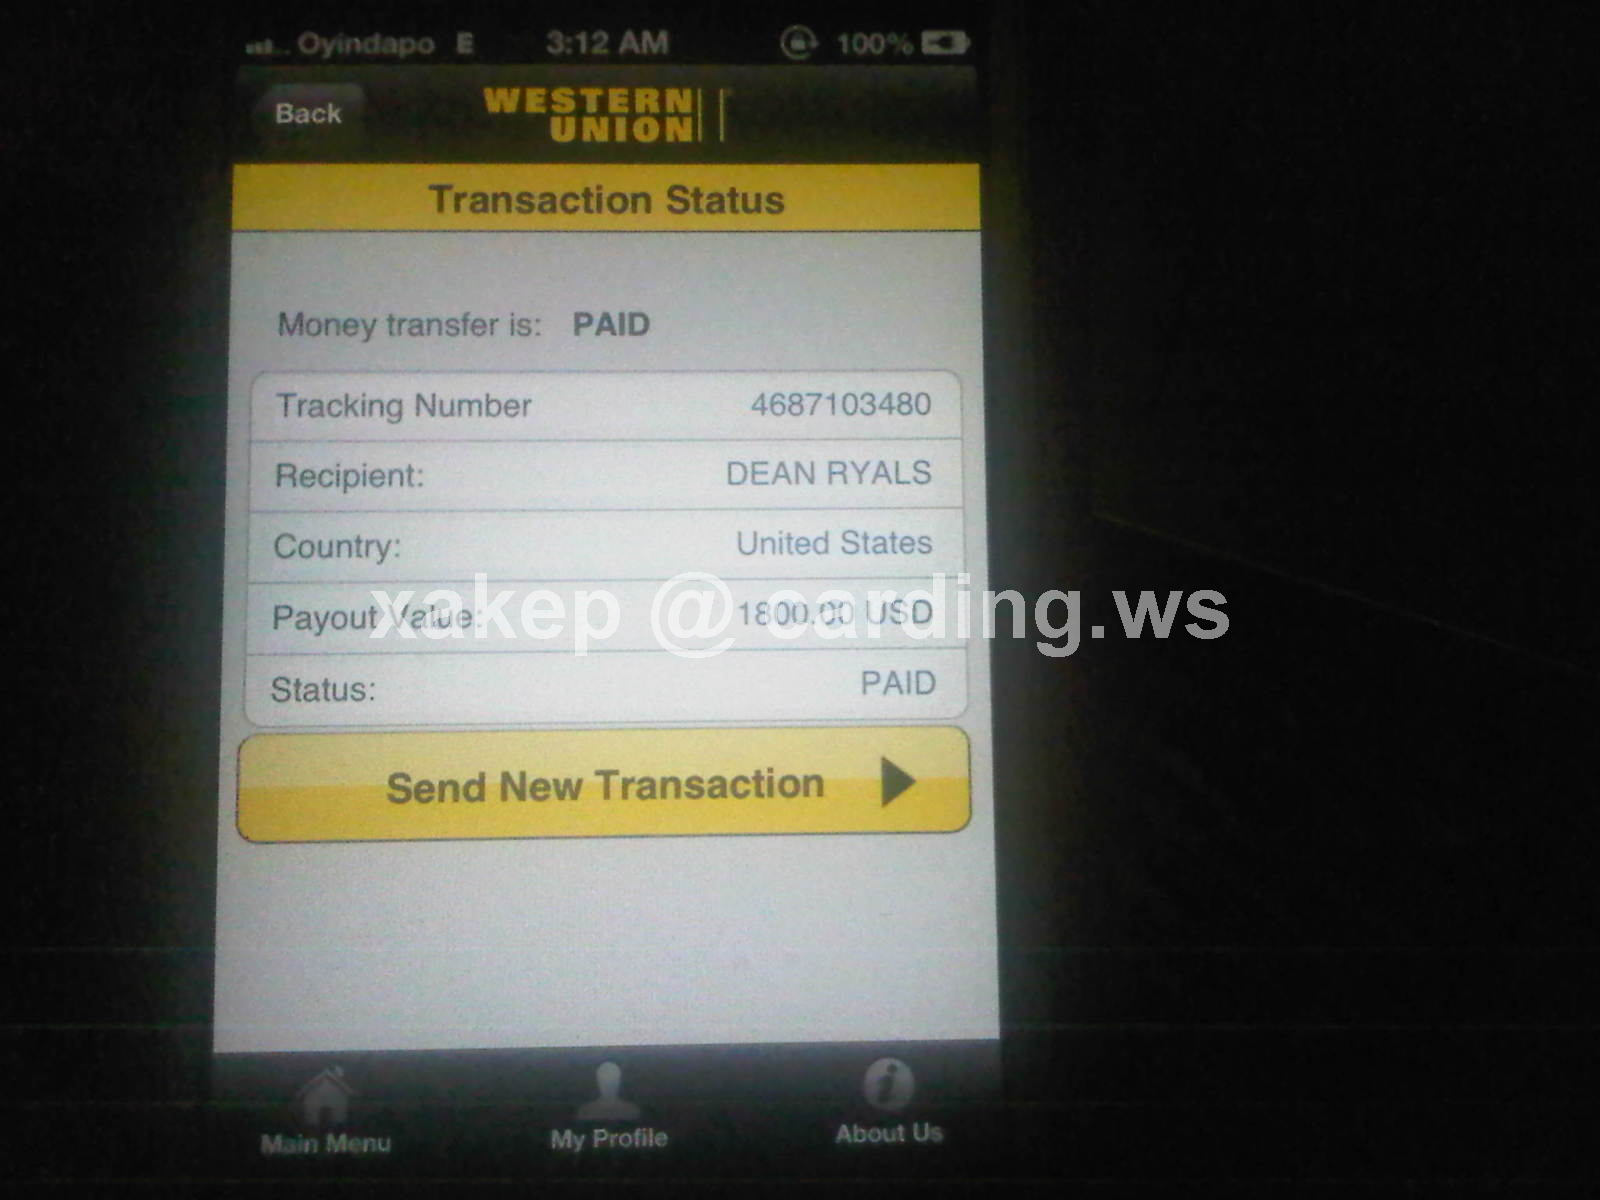 Oyindapo E 3:12 AM 100%
Back
WESTERN
UNION
Transaction Status
Money transfer is: PAID
Tracking Number 4687103480
Recipient: DEAN RYALS
Country: United States
Payout Value: 1800.00 USD
xakep @ carding.ws
Status: PAID
Send New Transaction
Main Menu My Profile About Us